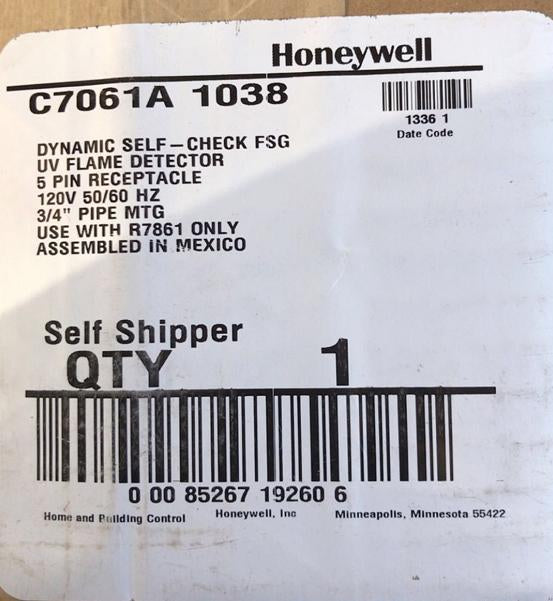 Honeywell
C7061A 1038
1336 1
Date Code
DYNAMIC SELF-CHECK FSG
UV FLAME DETECTOR
5 PIN RECEPTACLE
120V 50/60 HZ
3/4" PIPE MTG
USE WITH R7861 ONLY
ASSEMBLED IN MEXICO
Self Shipper
QTY 1
0 00 85267 19260 6
Home and Building Control Honeywell, Inc Minneapolis, Minnesota 55422